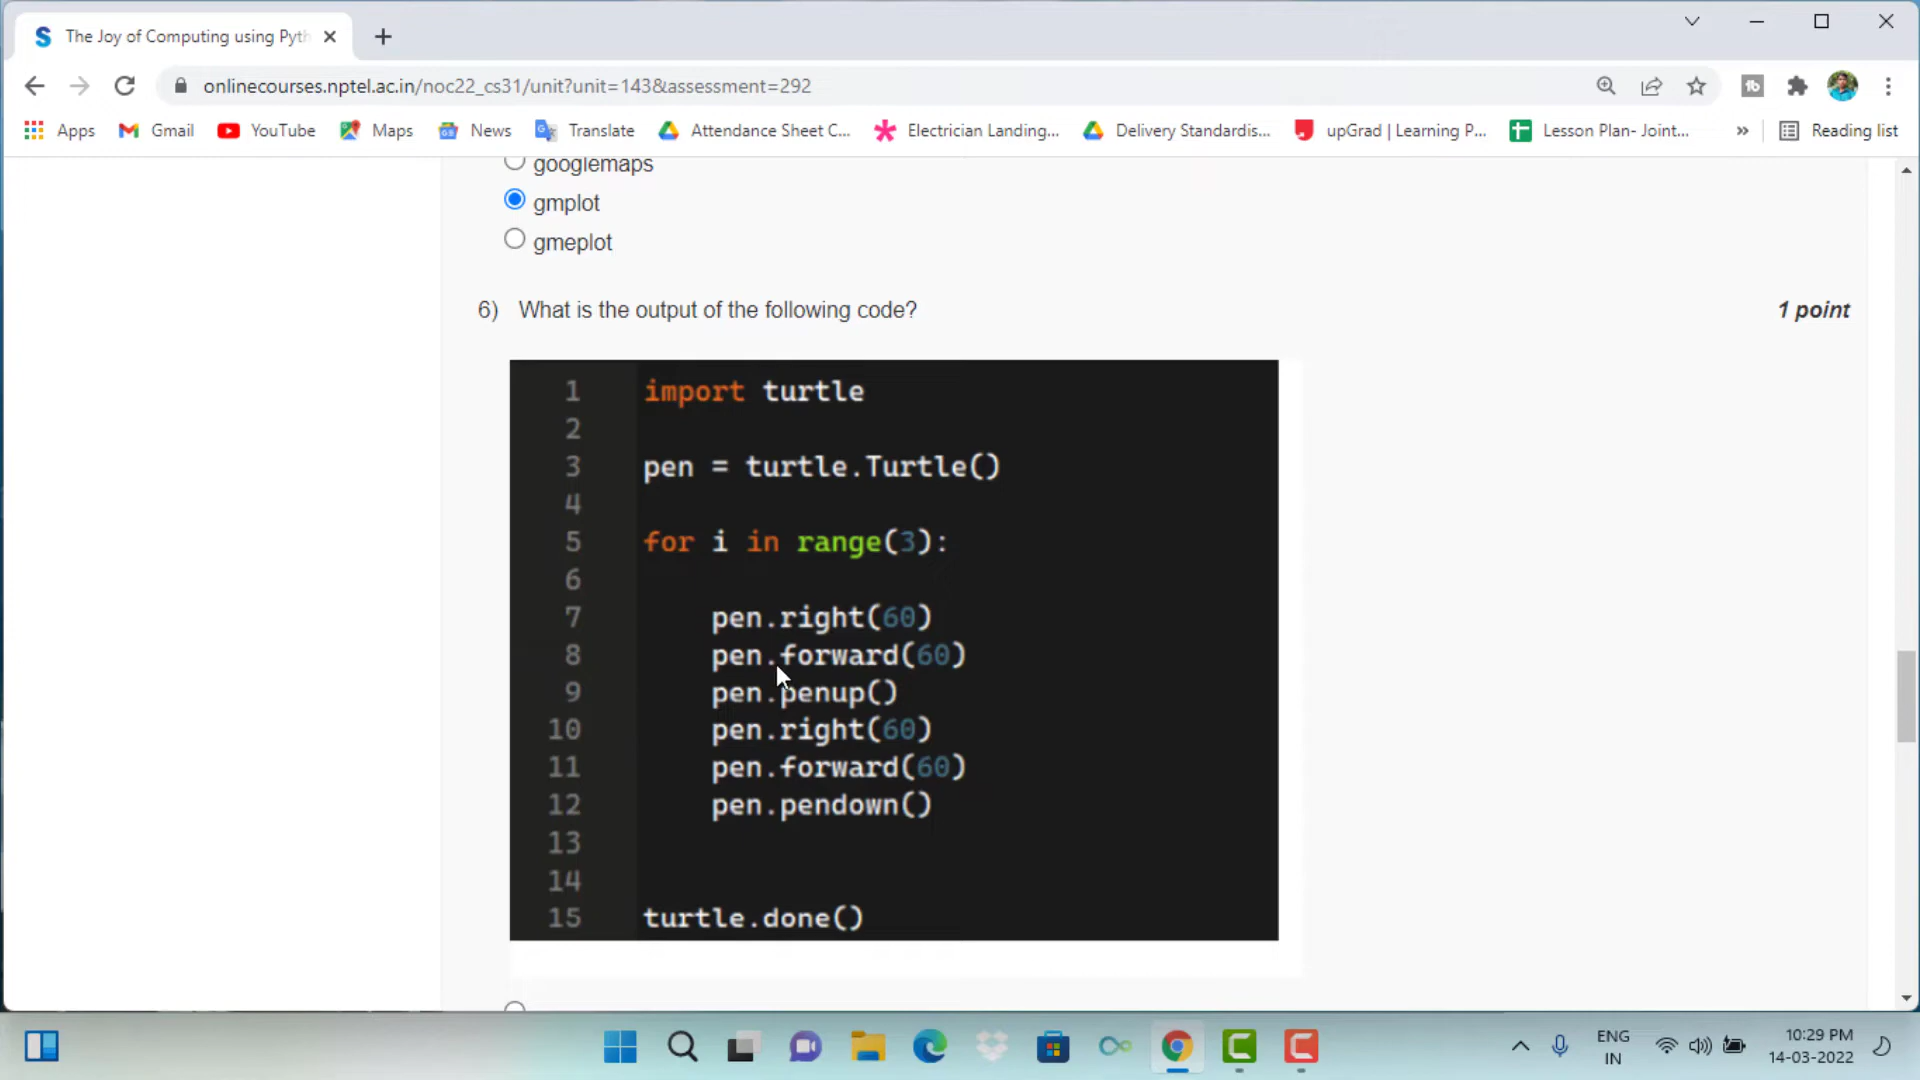 The Joy of Computing using Pyth
onlinecourses.nptel.ac.in/noc22_cs31/unit?unit=143&assessment=292
Apps Gmail YouTube Maps News Translate Attendance Sheet C... Electrician Landing... Delivery Standardis... upGrad | Learning P... Lesson Plan- Joint... » Reading list
googlemaps
gmplot
gmeplot
6) What is the output of the following code? 1 point
1 import turtle
2
3 pen = turtle.Turtle()
4
5 for i in range(3):
6
7 pen.right(60)
8 pen.forward(60)
9 pen.penup()
10 pen.right(60)
11 pen.forward(60)
12 pen.pendown()
13
14
15 turtle.done()
ENG
IN
10:29 PM
14-03-2022